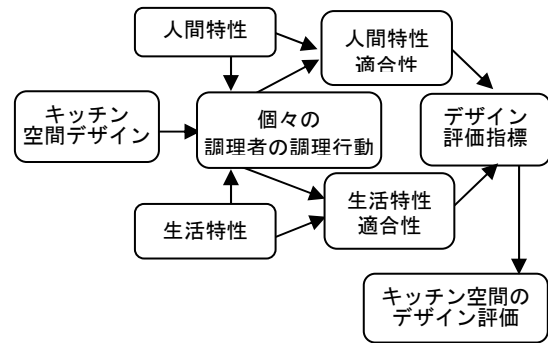 人間特性
人間特性
適合性
キッチン
空間デザイン
個々の
調理者の調理行動
デザイン
評価指標
生活特性
生活特性
適合性
キッチン空間の
デザイン評価